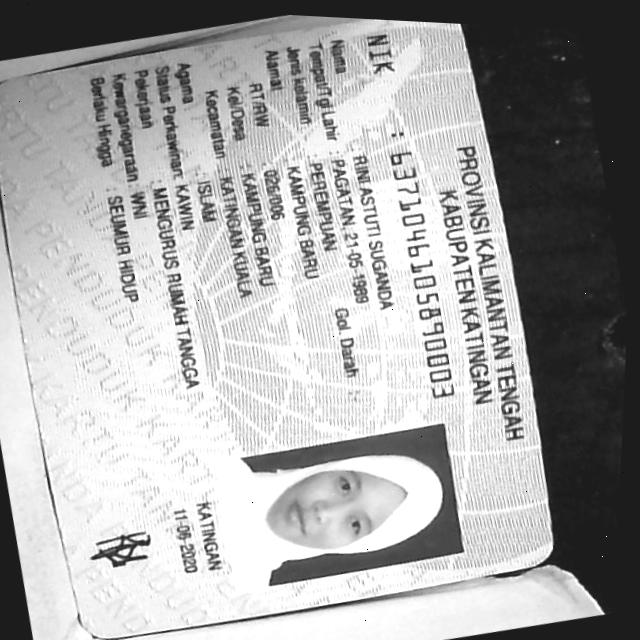 PROVINSI KALIMANTAN TENGAH
KABUPATEN KATINGAN
NIK : 6371046105890003
Nama : RINI ASTUTI SUGANDA
Tempat/Tgl Lahir : PAGATAN, 21-05-1989
Jenis kelamin : PEREMPUAN Gol. Darah :
Alamat : KAMPUNG BARU
RT/RW : 026/006
Kel/Desa : KAMPUNG BARU
Kecamatan : KATINGAN KUALA
Agama : ISLAM
Status Perkawinan: KAWIN
Pekerjaan : MENGURUS RUMAH TANGGA
Kewarganegaraan : WNI
Berlaku Hingga : SEUMUR HIDUP
KATINGAN
11-06-2020